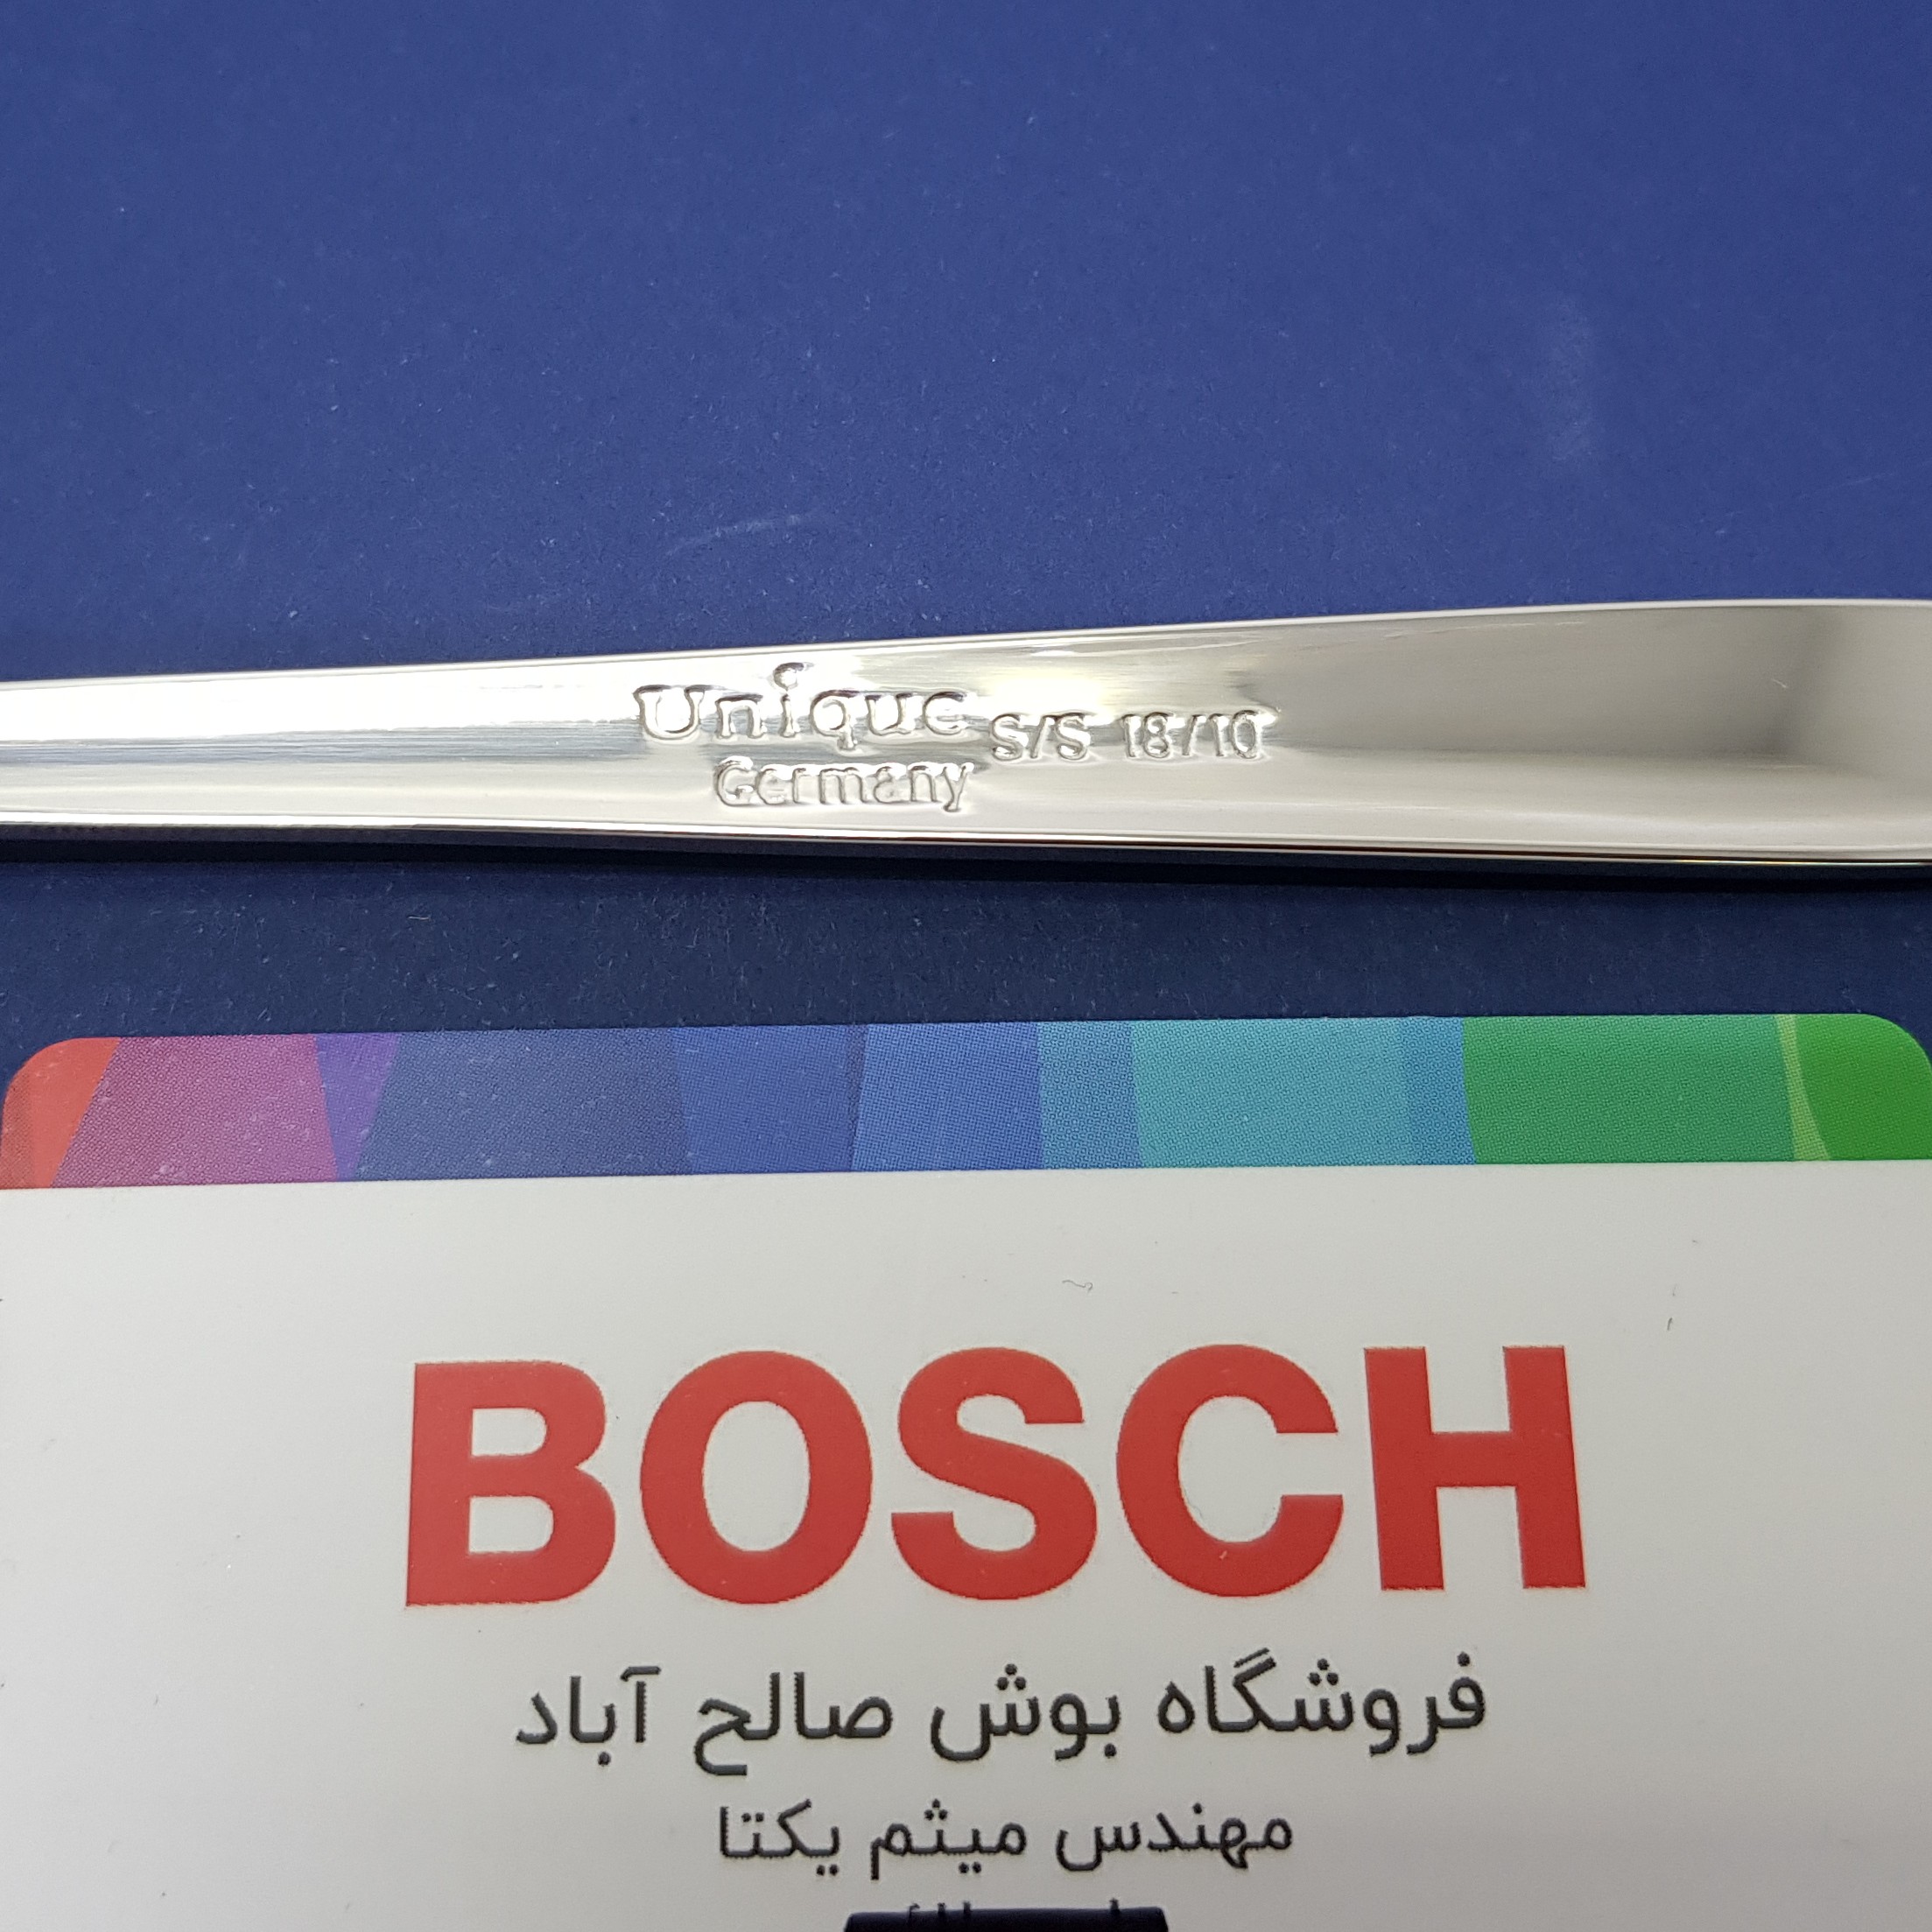 Unique S/S 18/10
Germany
BOSCH
فروشگاه بوش صالح آباد
مهندس میثم یکتا